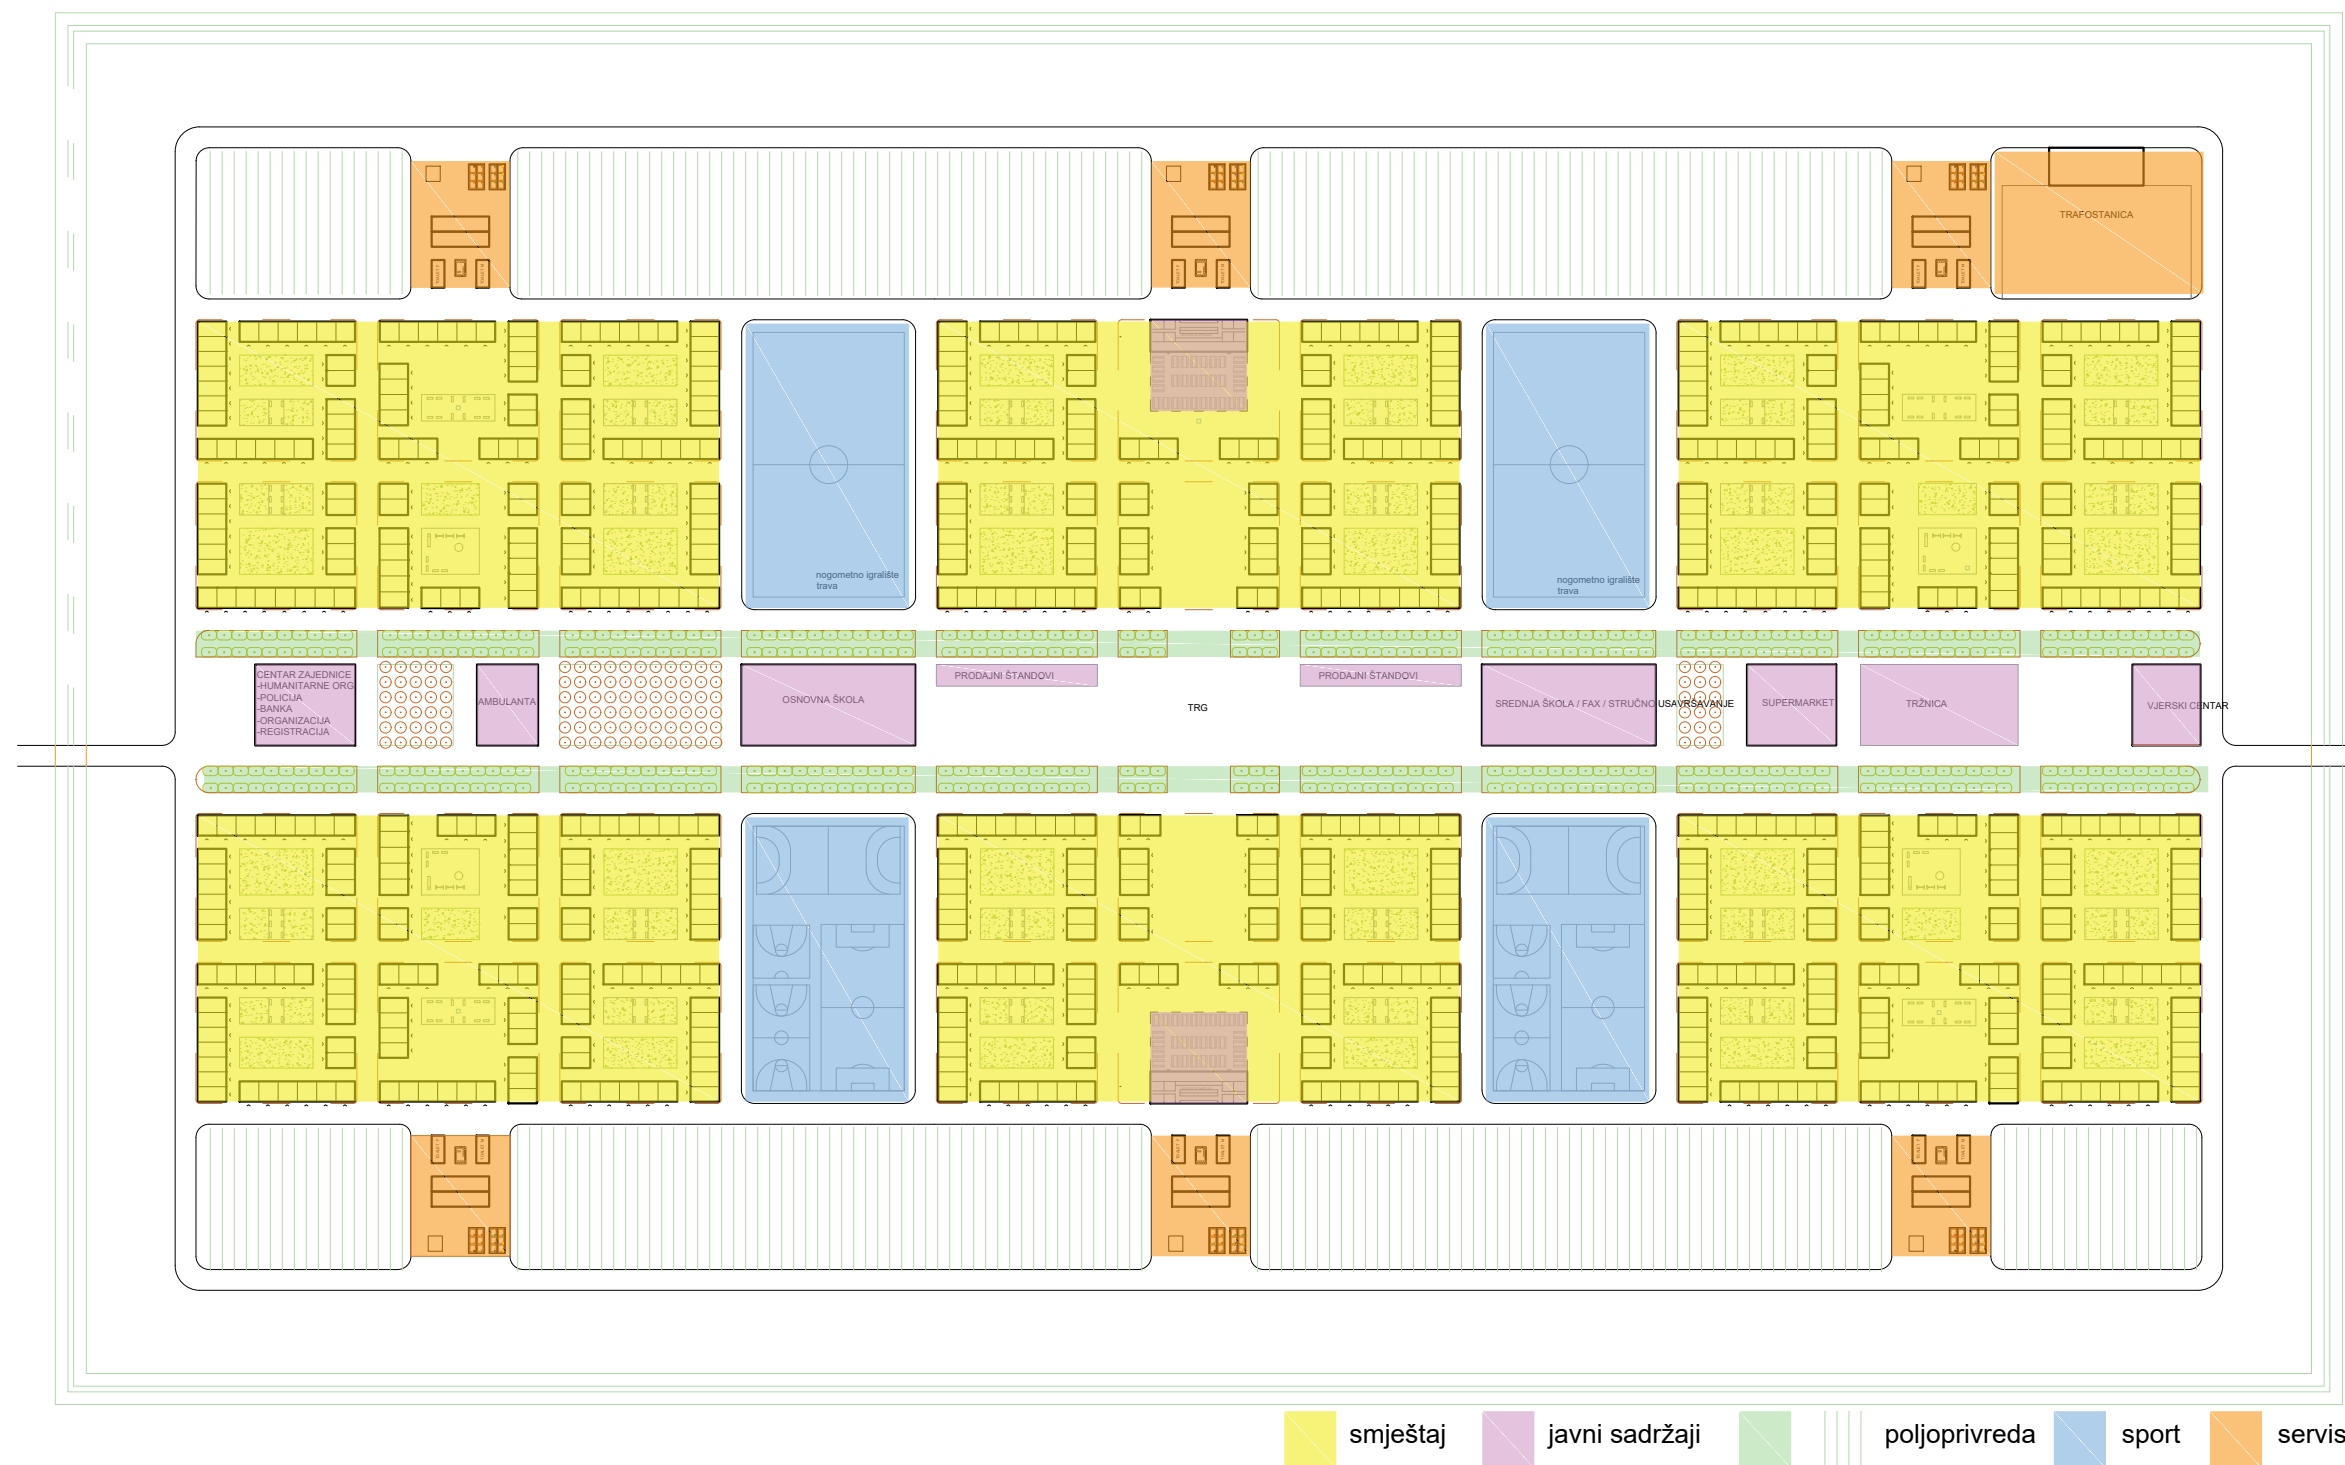 TRAFOSTANICA
nogometno igralište
trava
nogometno igralište
trava
CENTAR ZAJEDNICE
-HUMANITARNE ORG
-POLICIJA
-BANKA
-ORGANIZACIJA
-REGISTRACIJA
AMBULANTA
OSNOVNA ŠKOLA
PRODAJNI ŠTANDOVI
TRG
PRODAJNI ŠTANDOVI
SREDNJA ŠKOLA / FAX / STRUČNO USAVRŠAVANJE
SUPERMARKET
TRŽNICA
VJERSKI CENTAR
smještaj
javni sadržaji
poljoprivreda
sport
servis